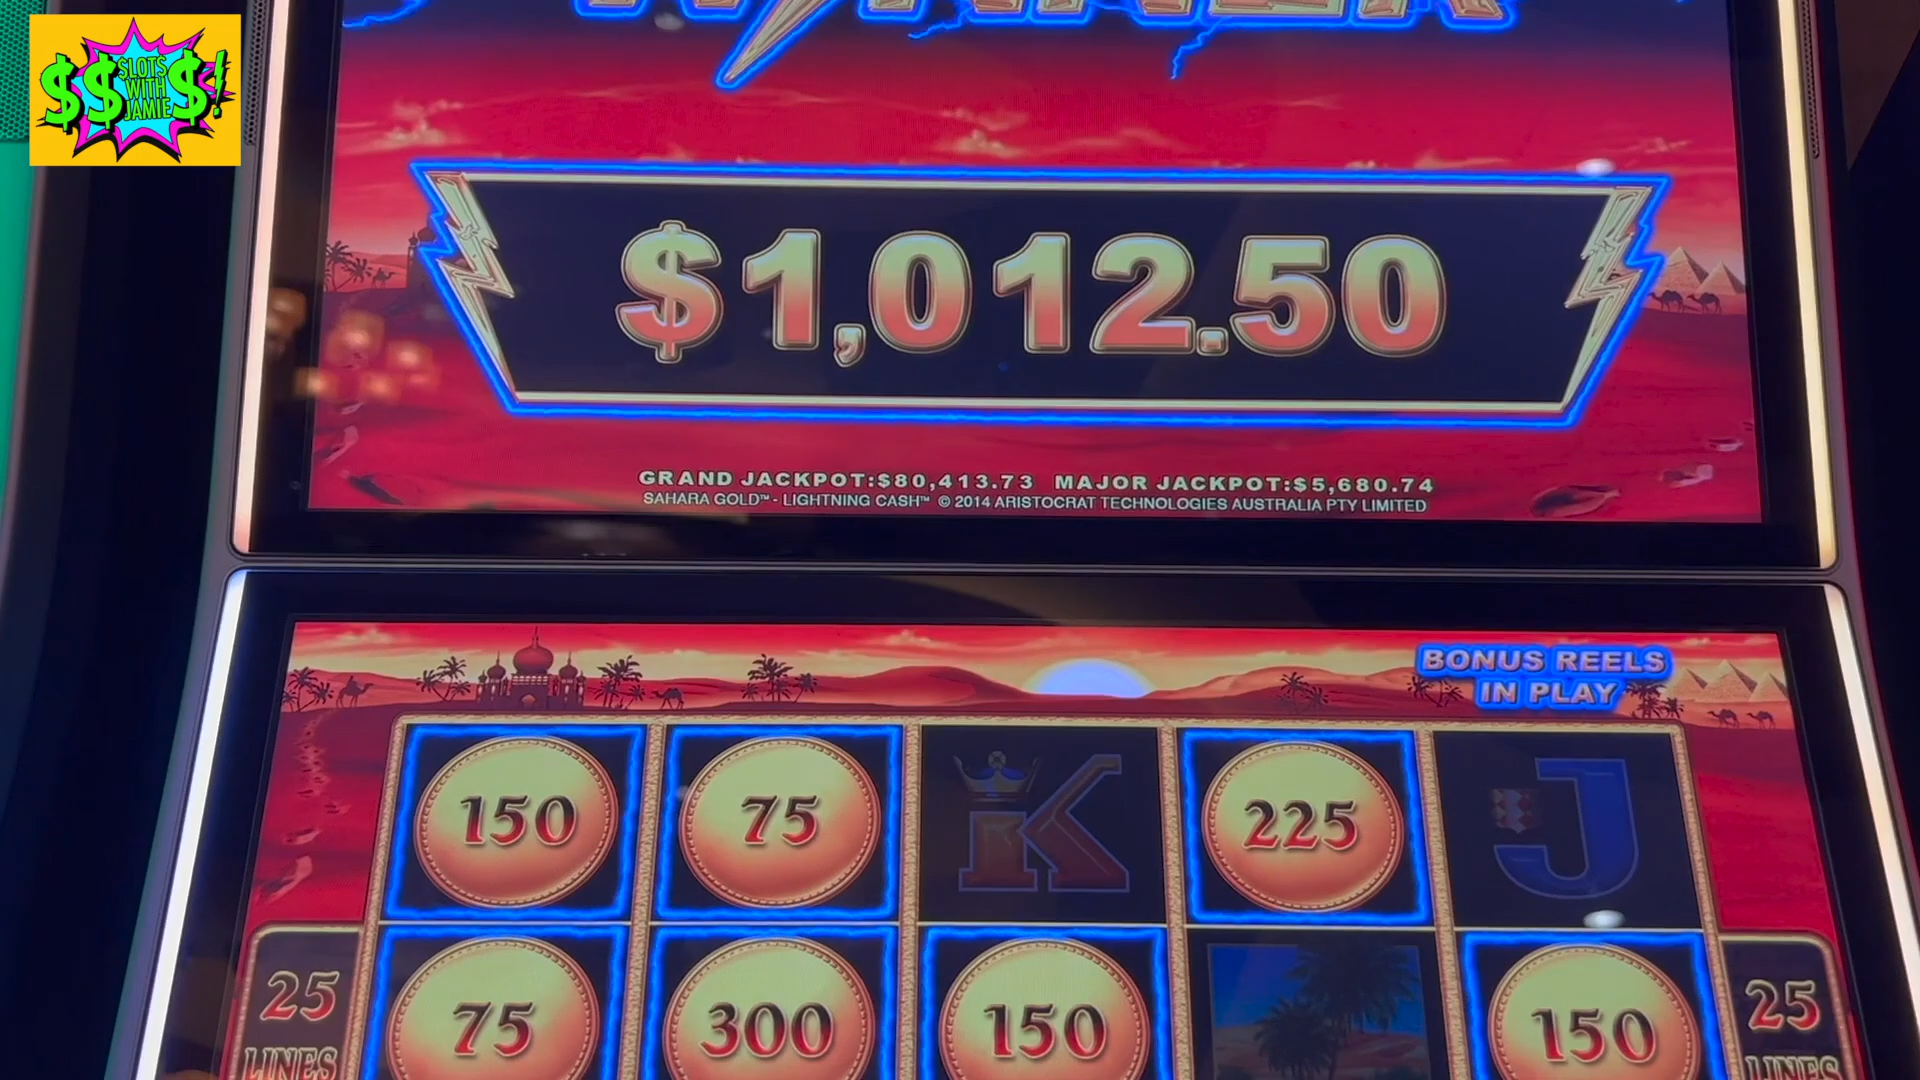 $$ SLOTS WITH JAMIE $!
WINNER
$1,012.50
GRAND JACKPOT:$80,413.73 MAJOR JACKPOT:$5,680.74
SAHARA GOLD™ - LIGHTNING CASH™ © 2014 ARISTOCRAT TECHNOLOGIES AUSTRALIA PTY LIMITED
BONUS REELS
IN PLAY
150 75 K 225 J
25 75 300 150 150 25
LINES LINES